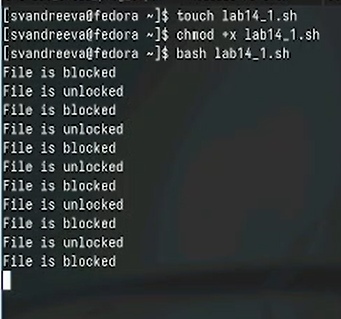 [svandreeva@fedora ~]$ touch lab14_1.sh
[svandreeva@fedora ~]$ chmod +x lab14_1.sh
[svandreeva@fedora ~]$ bash lab14_1.sh
File is blocked
File is unlocked
File is blocked
File is unlocked
File is blocked
File is unlocked
File is blocked
File is unlocked
File is blocked
File is unlocked
File is blocked